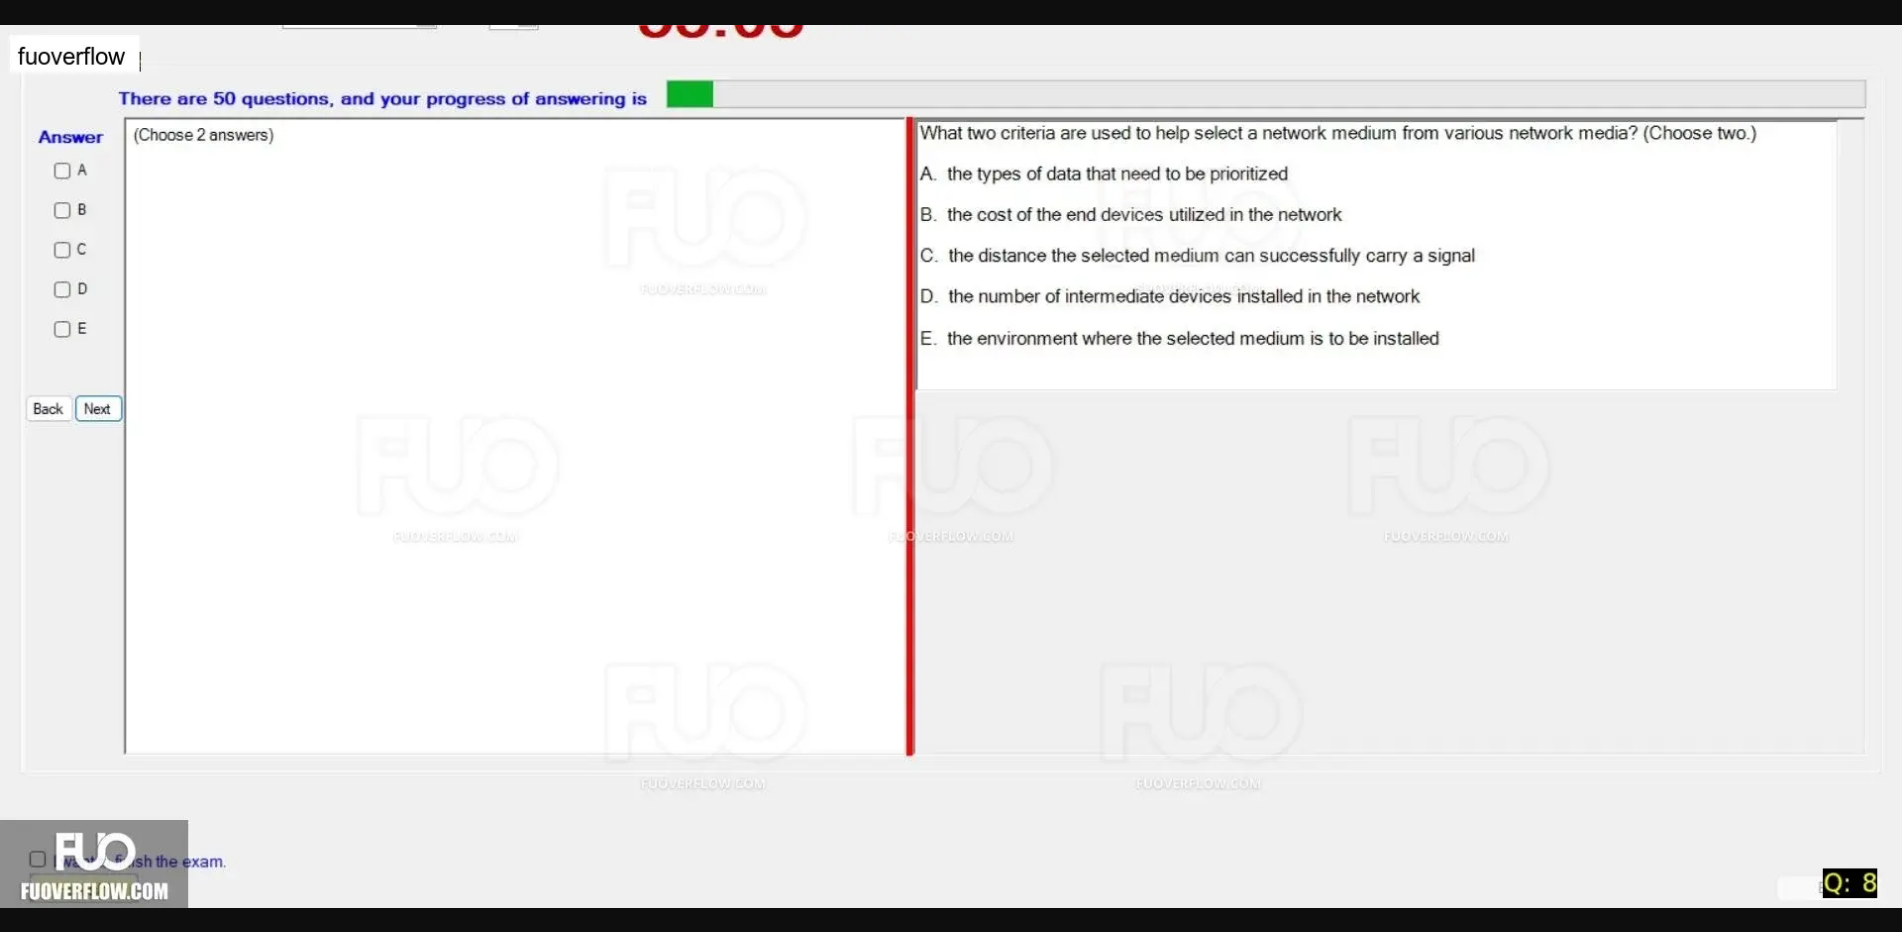 fuoverflow
There are 50 questions, and your progress of answering is
Answer
(Choose 2 answers)
A
B
C
D
E
Back Next
What two criteria are used to help select a network medium from various network media? (Choose two.)
A. the types of data that need to be prioritized
B. the cost of the end devices utilized in the network
C. the distance the selected medium can successfully carry a signal
D. the number of intermediate devices installed in the network
E. the environment where the selected medium is to be installed
FUO
FUOVERFLOW.COM
FUO
FUOVERFLOW.COM
FUO
FUOVERFLOW.COM
FUO
FUOVERFLOW.COM
FUO
FUOVERFLOW.COM
FUO
FUOVERFLOW.COM
FUO
FUOVERFLOW.COM
the exam.
FUO
FUOVERFLOW.COM
Q: 8